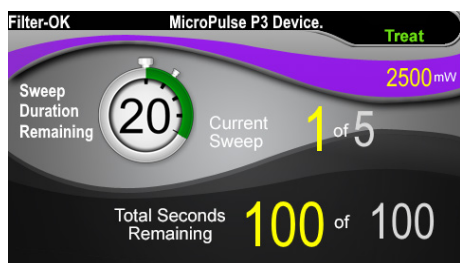 Filter-OK MicroPulse P3 Device. Treat
2500mW
Sweep
Duration
Remaining
20
Current
Sweep
1 of 5
Total Seconds
Remaining
100 of 100